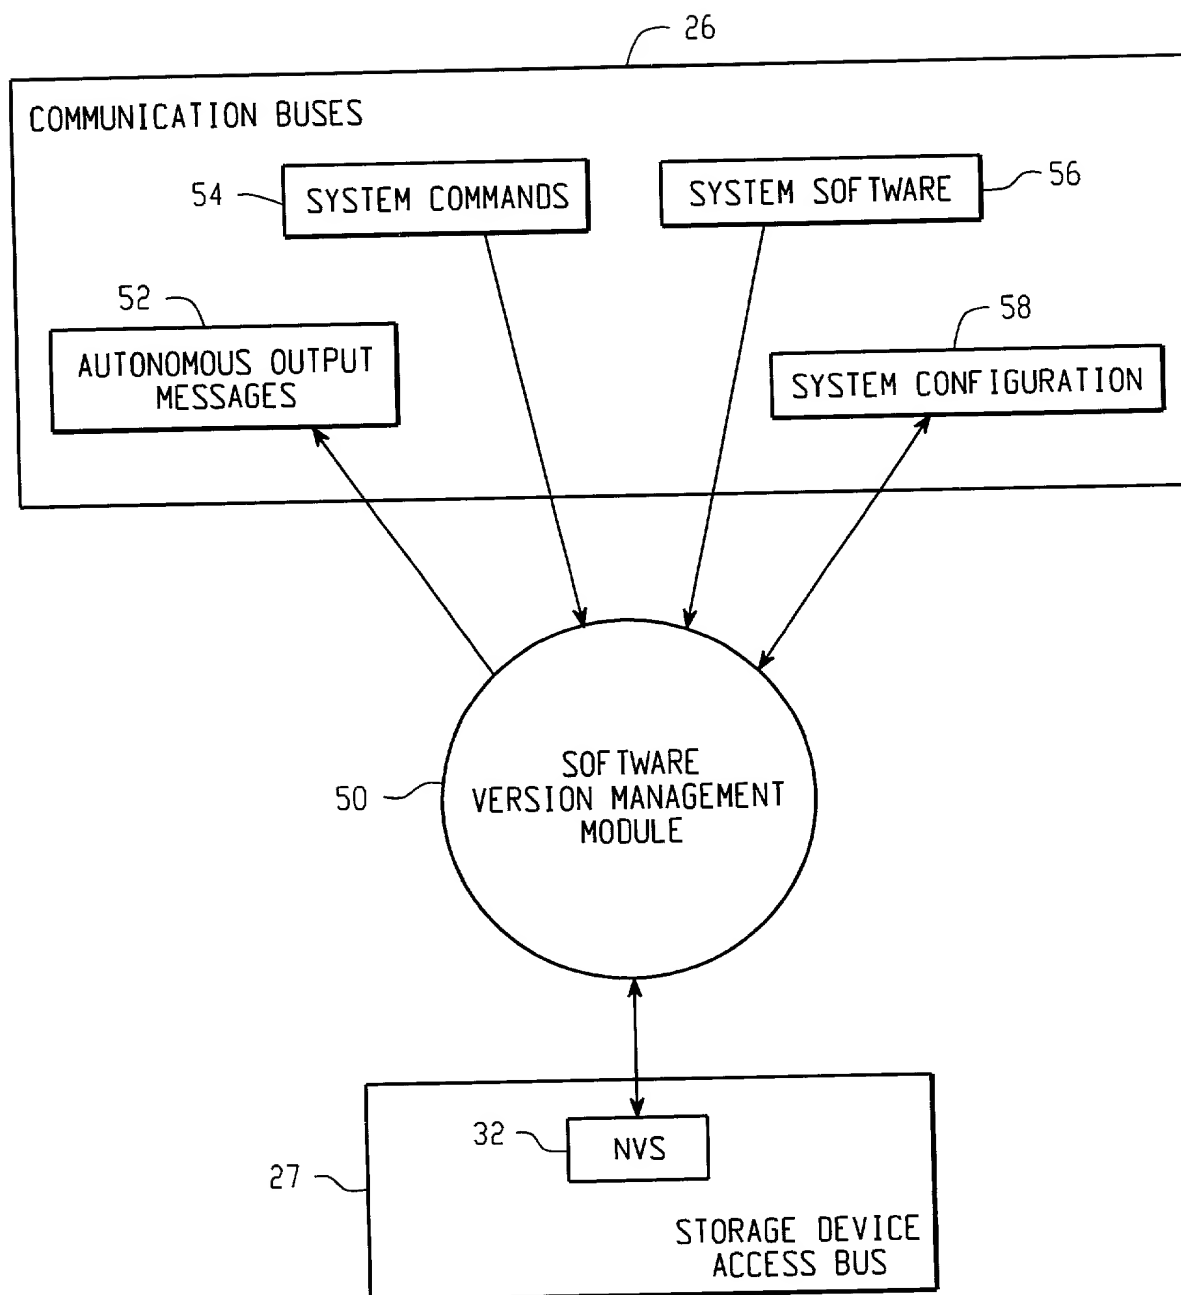 26
COMMUNICATION BUSES
54
SYSTEM COMMANDS
SYSTEM SOFTWARE
56
52
58
AUTONOMOUS OUTPUT
MESSAGES
SYSTEM CONFIGURATION
50
SOFTWARE
VERSION MANAGEMENT
MODULE
32
NVS
27
STORAGE DEVICE
ACCESS BUS